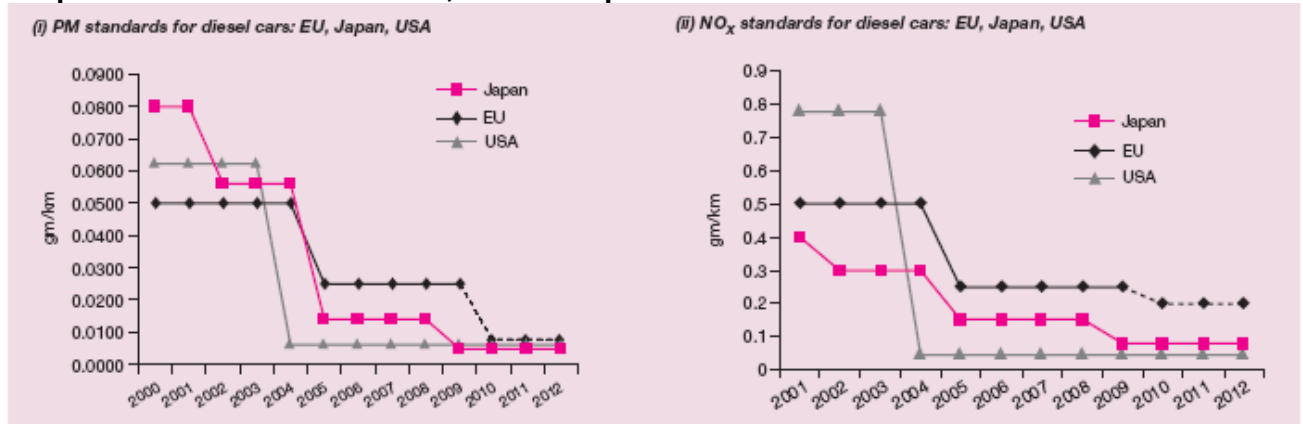 (i) PM standards for diesel cars: EU, Japan, USA
0.0900
0.0800
0.0700
0.0600
0.0500
0.0400
0.0300
0.0200
0.0100
0.0000
gm/km
Japan
EU
USA
2000 2001 2002 2003 2004 2005 2006 2007 2008 2009 2010 2011 2012
(ii) NOX standards for diesel cars: EU, Japan, USA
0.9
0.8
0.7
0.6
0.5
0.4
0.3
0.2
0.1
0
gm/km
Japan
EU
USA
2001 2002 2003 2004 2005 2006 2007 2008 2009 2010 2011 2012